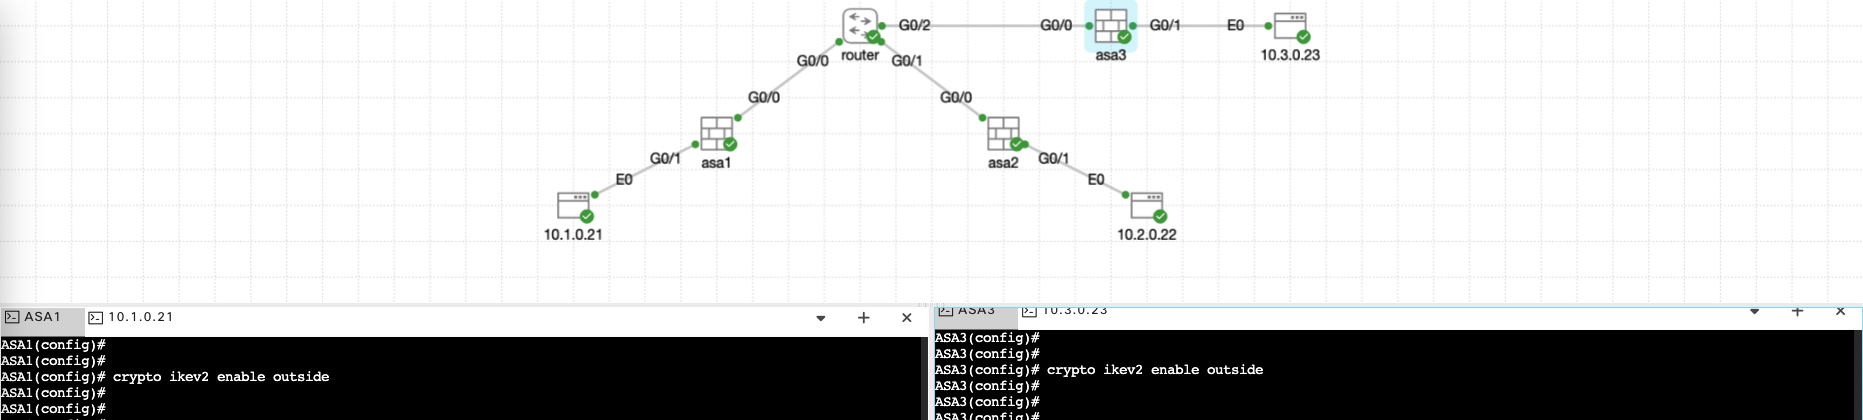 G0/2
G0/0
G0/1
E0
router
asa3
10.3.0.23
G0/0
G0/1
G0/0
G0/0
G0/1
asa1
asa2
G0/1
E0
E0
10.1.0.21
10.2.0.22
ASA1
10.1.0.21
ASA1(config)#
ASA1(config)#
ASA1(config)# crypto ikev2 enable outside
ASA1(config)#
ASA1(config)#
ASA3
10.3.0.23
ASA3(config)#
ASA3(config)#
ASA3(config)# crypto ikev2 enable outside
ASA3(config)#
ASA3(config)#
ASA3(config)#